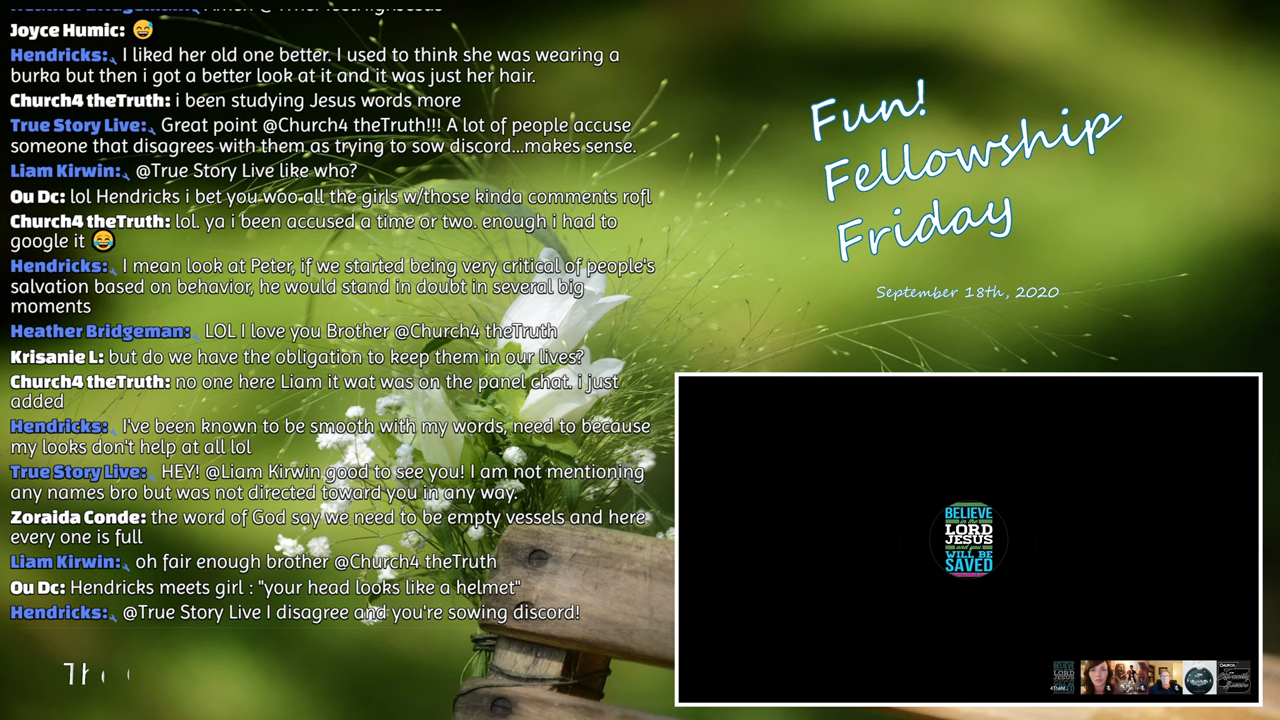 Joyce Humic: 😅
Hendricks: I liked her old one better. I used to think she was wearing a
burka but then i got a better look at it and it was just her hair.
Church4 theTruth: i been studying Jesus words more
True Story Live: Great point @Church4 theTruth!!! A lot of people accuse
someone that disagrees with them as trying to sow discord...makes sense.
Liam Kirwin: @True Story Live like who?
Ou Dc: lol Hendricks i bet you woo all the girls w/those kinda comments rofl
Church4 theTruth: lol. ya i been accused a time or two. enough i had to
google it 😂
Hendricks: I mean look at Peter, if we started being very critical of people's
salvation based on behavior, he would stand in doubt in several big
moments
Heather Bridgeman: LOL I love you Brother @Church4 theTruth
Krisanie L: but do we have the obligation to keep them in our lives?
Church4 theTruth: no one here Liam it wat was on the panel chat. i just
added
Hendricks: I've been known to be smooth with my words, need to because
my looks don't help at all lol
True Story Live: HEY! @Liam Kirwin good to see you! I am not mentioning
any names bro but was not directed toward you in any way.
Zoraida Conde: the word of God say we need to be empty vessels and here
every one is full
Liam Kirwin: oh fair enough brother @Church4 theTruth
Ou Dc: Hendricks meets girl : "your head looks like a helmet"
Hendricks: @True Story Live I disagree and you're sowing discord!
Fun!
Fellowship
Friday
September 18th, 2020
BELIEVE
in the
LORD
JESUS
and you
WILL BE
SAVED